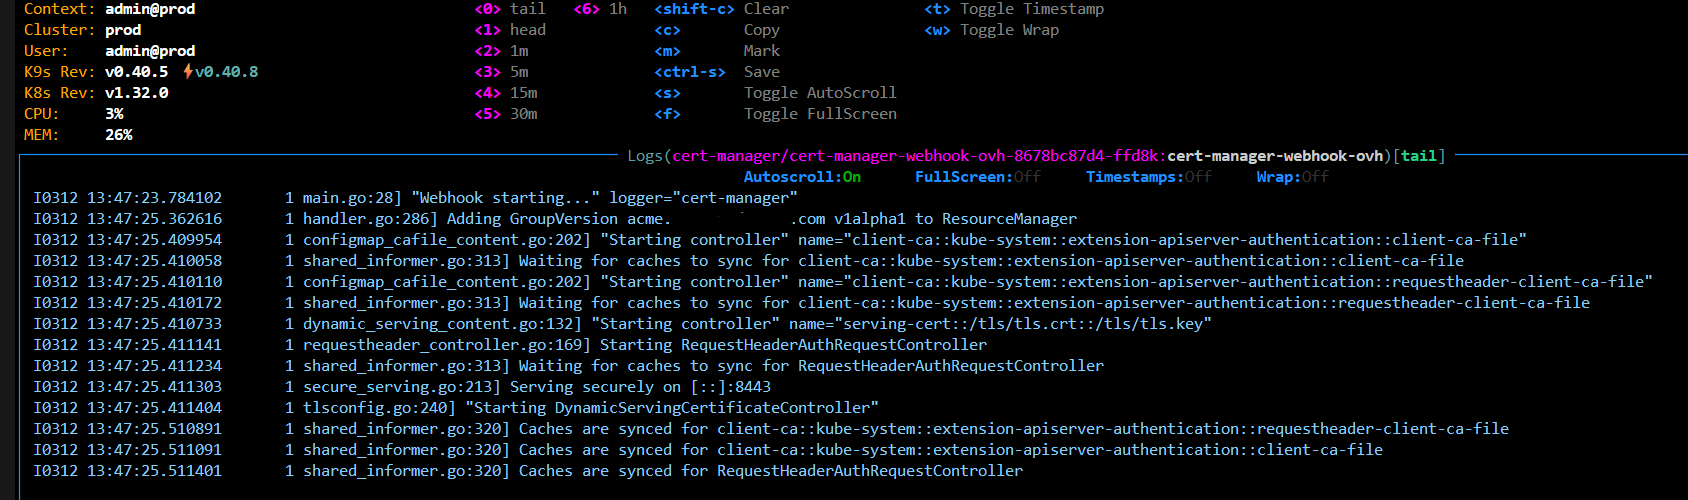 Context: admin@prod <0> tail <6> 1h <shift-c> Clear <t> Toggle Timestamp
Cluster: prod <1> head <c> Copy <w> Toggle Wrap
User: admin@prod <2> 1m <m> Mark
K9s Rev: v0.40.5 ⚡v0.40.8 <3> 5m <ctrl-s> Save
K8s Rev: v1.32.0 <4> 15m <s> Toggle AutoScroll
CPU: 3% <5> 30m <f> Toggle FullScreen
MEM: 26%
Logs(cert-manager/cert-manager-webhook-ovh-8678bc87d4-ffd8k:cert-manager-webhook-ovh)[tail]
Autoscroll:On FullScreen:Off Timestamps:Off Wrap:Off
I0312 13:47:23.784102 1 main.go:28] "Webhook starting..." logger="cert-manager"
I0312 13:47:25.362616 1 handler.go:286] Adding GroupVersion acme. .com v1alpha1 to ResourceManager
I0312 13:47:25.409954 1 configmap_cafile_content.go:202] "Starting controller" name="client-ca::kube-system::extension-apiserver-authentication::client-ca-file"
I0312 13:47:25.410058 1 shared_informer.go:313] Waiting for caches to sync for client-ca::kube-system::extension-apiserver-authentication::client-ca-file
I0312 13:47:25.410110 1 configmap_cafile_content.go:202] "Starting controller" name="client-ca::kube-system::extension-apiserver-authentication::requestheader-client-ca-file"
I0312 13:47:25.410172 1 shared_informer.go:313] Waiting for caches to sync for client-ca::kube-system::extension-apiserver-authentication::requestheader-client-ca-file
I0312 13:47:25.410733 1 dynamic_serving_content.go:132] "Starting controller" name="serving-cert::/tls/tls.crt::/tls/tls.key"
I0312 13:47:25.411141 1 requestheader_controller.go:169] Starting RequestHeaderAuthRequestController
I0312 13:47:25.411234 1 shared_informer.go:313] Waiting for caches to sync for RequestHeaderAuthRequestController
I0312 13:47:25.411303 1 secure_serving.go:213] Serving securely on [::]:8443
I0312 13:47:25.411404 1 tlsconfig.go:240] "Starting DynamicServingCertificateController"
I0312 13:47:25.510891 1 shared_informer.go:320] Caches are synced for client-ca::kube-system::extension-apiserver-authentication::requestheader-client-ca-file
I0312 13:47:25.511091 1 shared_informer.go:320] Caches are synced for client-ca::kube-system::extension-apiserver-authentication::client-ca-file
I0312 13:47:25.511401 1 shared_informer.go:320] Caches are synced for RequestHeaderAuthRequestController